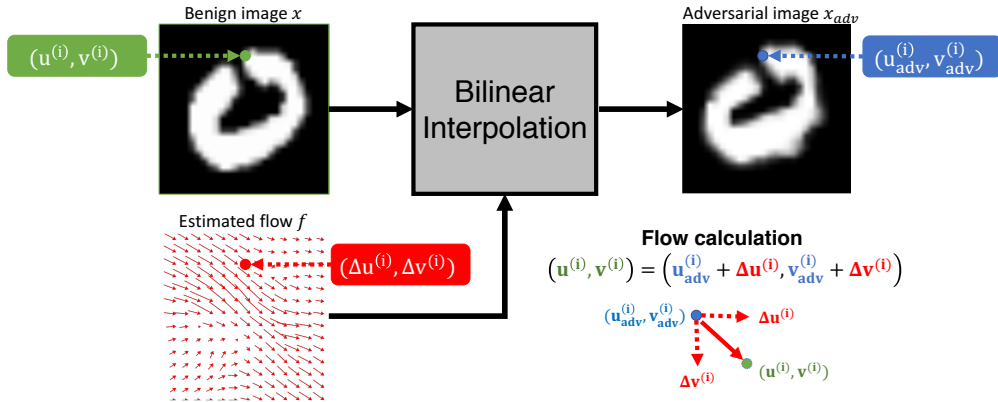 Benign image x
Adversarial image x_adv
(u^(i), v^(i))
(u_adv^(i), v_adv^(i))
Bilinear
Interpolation
Estimated flow f
(Δu^(i), Δv^(i))
Flow calculation
(u^(i), v^(i)) = (u_adv^(i) + Δu^(i), v_adv^(i) + Δv^(i))
(u_adv^(i), v_adv^(i))
Δu^(i)
Δv^(i)
(u^(i), v^(i))